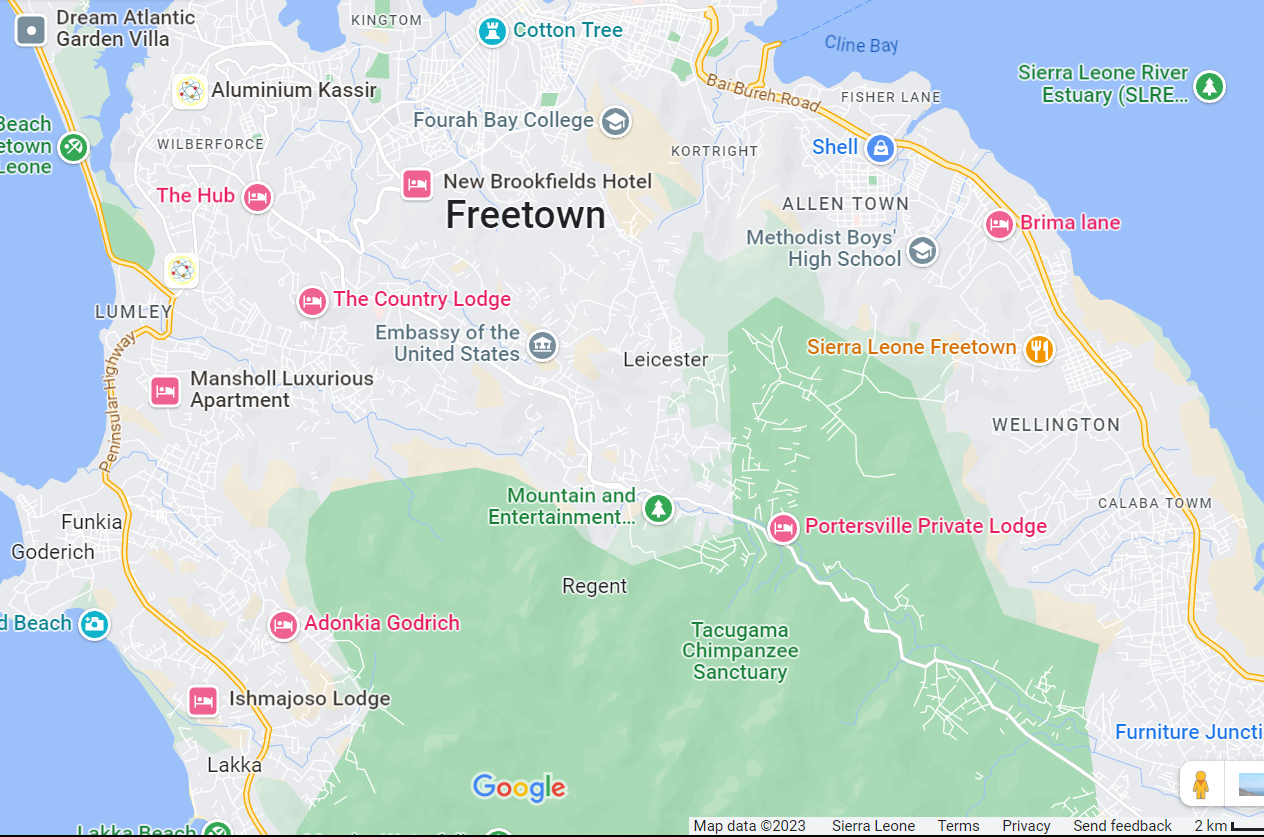 Dream Atlantic
Garden Villa
KINGTOM
Cotton Tree
Cline Bay
Sierra Leone River
Estuary (SLRE...
Aluminium Kassir
Bai Bureh Road
FISHER LANE
Beach
etown
Leone
Fourah Bay College
WILBERFORCE
KORTRIGHT
Shell
The Hub
New Brookfields Hotel
Freetown
ALLEN TOWN
Brima lane
Methodist Boys'
High School
LUMLEY
The Country Lodge
Embassy of the
United States
Leicester
Sierra Leone Freetown
Peninsular Highway
Mansholl Luxurious
Apartment
WELLINGTON
Mountain and
Entertainment...
CALABA TOWM
Funkia
Goderich
Portersville Private Lodge
Regent
d Beach
Adonkia Godrich
Tacugama
Chimpanzee
Sanctuary
Ishmajoso Lodge
Furniture Juncti
Lakka
Google
Lakka Beach
Map data ©2023 Sierra Leone Terms Privacy Send feedback 2 km